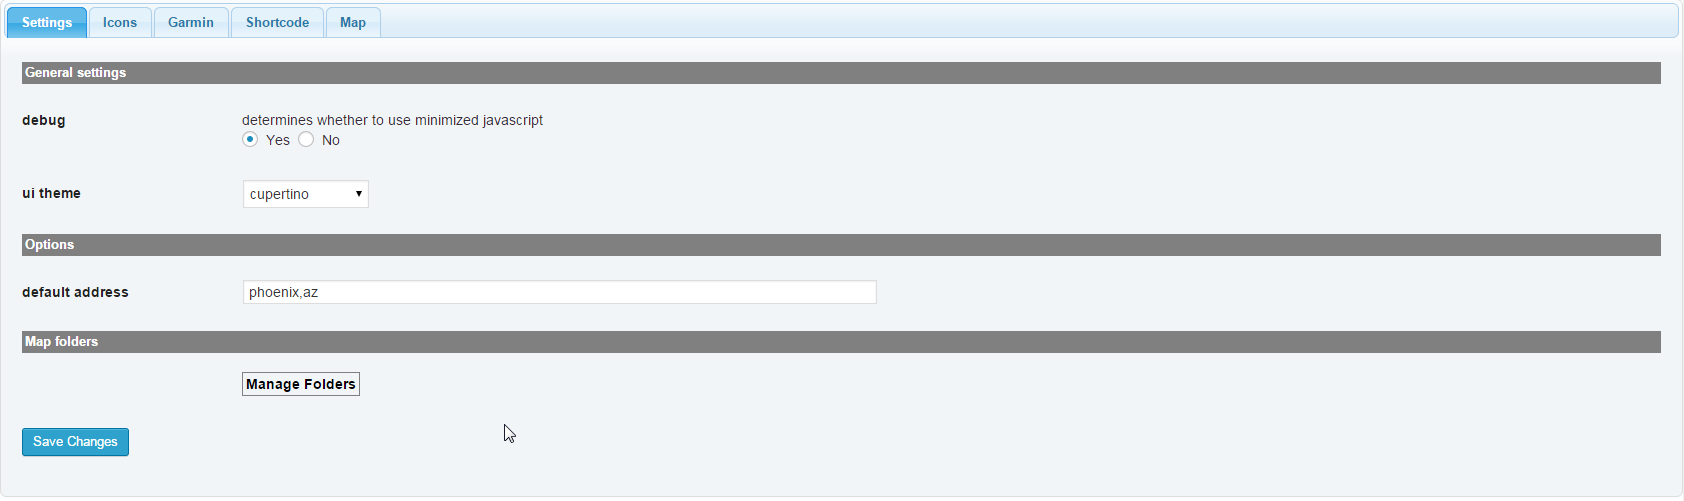 Settings Icons Garmin Shortcode Map
General settings
debug determines whether to use minimized javascript
Yes No
ui theme cupertino
Options
default address phoenix,az
Map folders
Manage Folders
Save Changes